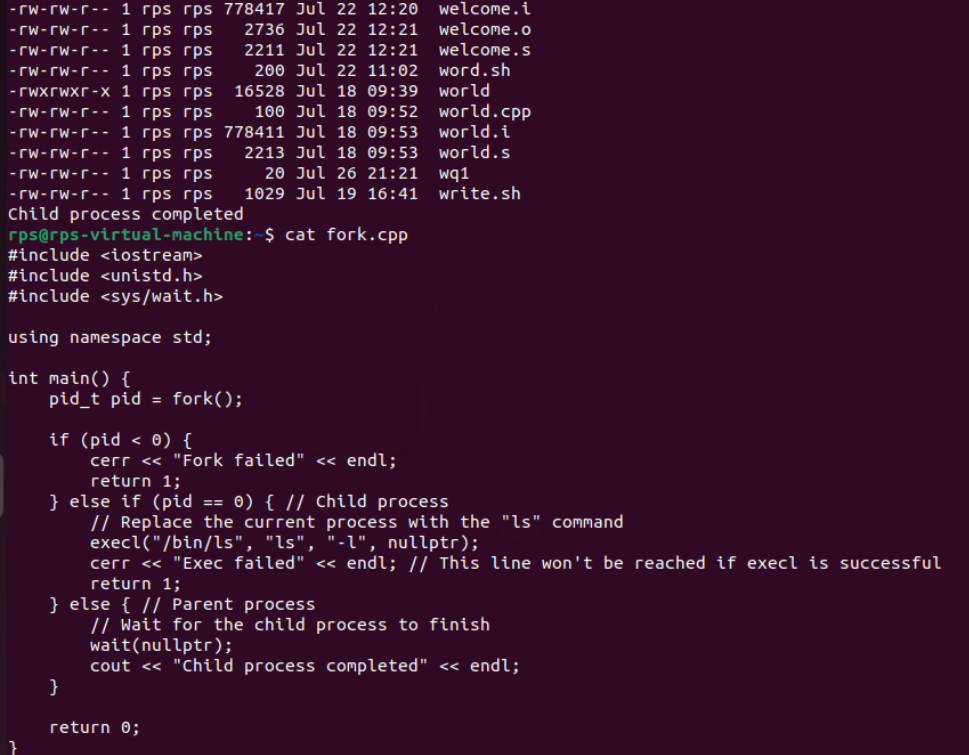 -rw-rw-r-- 1 rps rps 778417 Jul 22 12:20  welcome.i
-rw-rw-r-- 1 rps rps   2736 Jul 22 12:21  welcome.o
-rw-rw-r-- 1 rps rps   2211 Jul 22 12:21  welcome.s
-rw-rw-r-- 1 rps rps    200 Jul 22 11:02  word.sh
-rwxrwxr-x 1 rps rps  16528 Jul 18 09:39  world
-rw-rw-r-- 1 rps rps    100 Jul 18 09:52  world.cpp
-rw-rw-r-- 1 rps rps 778411 Jul 18 09:53  world.i
-rw-rw-r-- 1 rps rps   2213 Jul 18 09:53  world.s
-rw-rw-r-- 1 rps rps     20 Jul 26 21:21  wq1
-rw-rw-r-- 1 rps rps   1029 Jul 19 16:41  write.sh
Child process completed
rps@rps-virtual-machine:~$ cat fork.cpp
#include <iostream>
#include <unistd.h>
#include <sys/wait.h>

using namespace std;

int main() {
    pid_t pid = fork();

    if (pid < 0) {
        cerr << "Fork failed" << endl;
        return 1;
    } else if (pid == 0) { // Child process
        // Replace the current process with the "ls" command
        execl("/bin/ls", "ls", "-l", nullptr);
        cerr << "Exec failed" << endl; // This line won't be reached if execl is successful
        return 1;
    } else { // Parent process
        // Wait for the child process to finish
        wait(nullptr);
        cout << "Child process completed" << endl;
    }

    return 0;
}